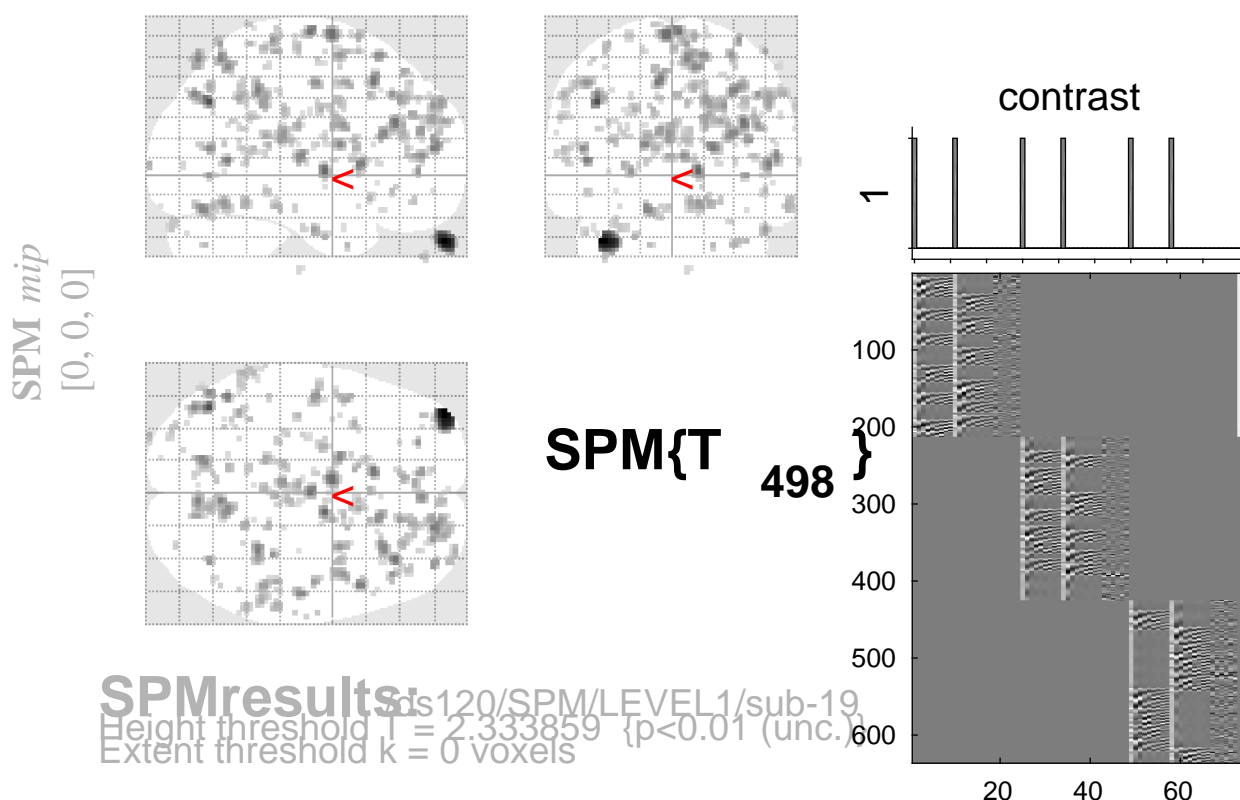 SPM mip
[0, 0, 0]
<
<
<
SPM{T 498 }
SPMresults: ./ds120/SPM/LEVEL1/sub-19
Height threshold T = 2.333859 {p<0.01 (unc.)}
Extent threshold k = 0 voxels
contrast
1
100
200
300
400
500
600
20 40 60